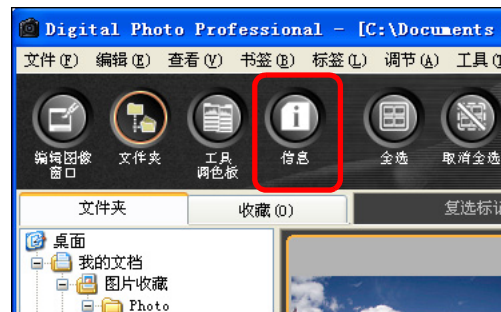 Digital Photo Professional - [C:\Documents
文件(F) 编辑(E) 查看(V) 书签(B) 标签(L) 调节(A) 工具(T
编辑图像
窗口
文件夹
工具
调色板
信息
全选
取消全选
文件夹 收藏(0) 复选标记
桌面
我的文档
图片收藏
Photo